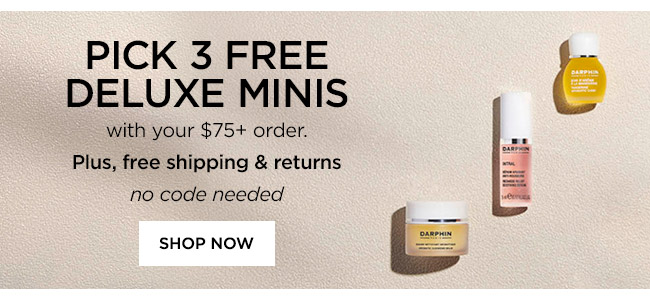 PICK 3 FREE
DELUXE MINIS
with your $75+ order.
Plus, free shipping & returns
no code needed
SHOP NOW
DARPHIN
DARPHIN
INTRAL
DARPHIN